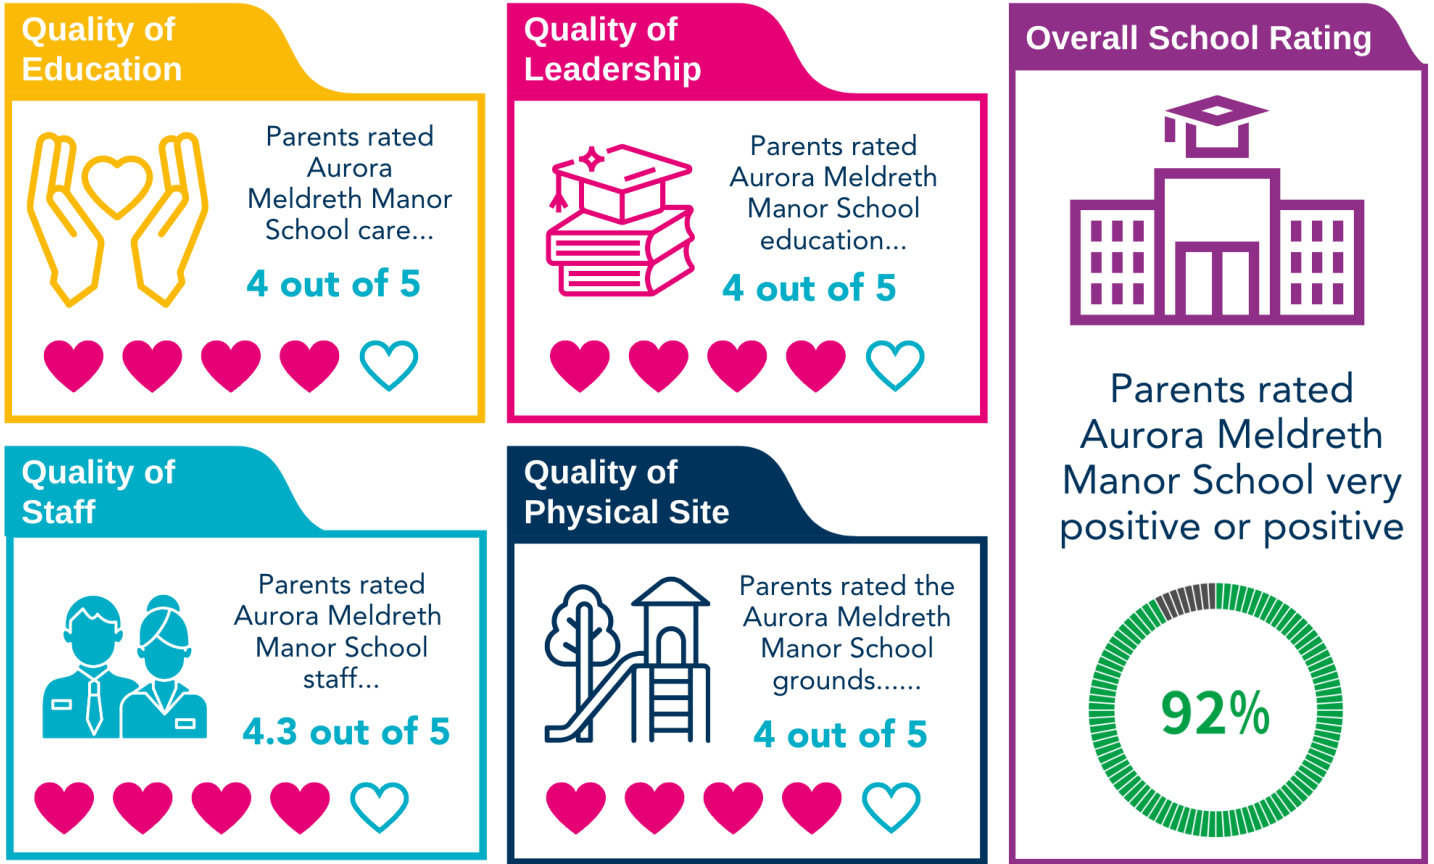 Quality of
Education
Parents rated
Aurora
Meldreth Manor
School care...
4 out of 5
Quality of
Leadership
Parents rated
Aurora Meldreth
Manor School
education...
4 out of 5
Overall School Rating
Parents rated
Aurora Meldreth
Manor School very
positive or positive
92%
Quality of
Staff
Parents rated
Aurora Meldreth
Manor School
staff...
4.3 out of 5
Quality of
Physical Site
Parents rated the
Aurora Meldreth
Manor School
grounds......
4 out of 5